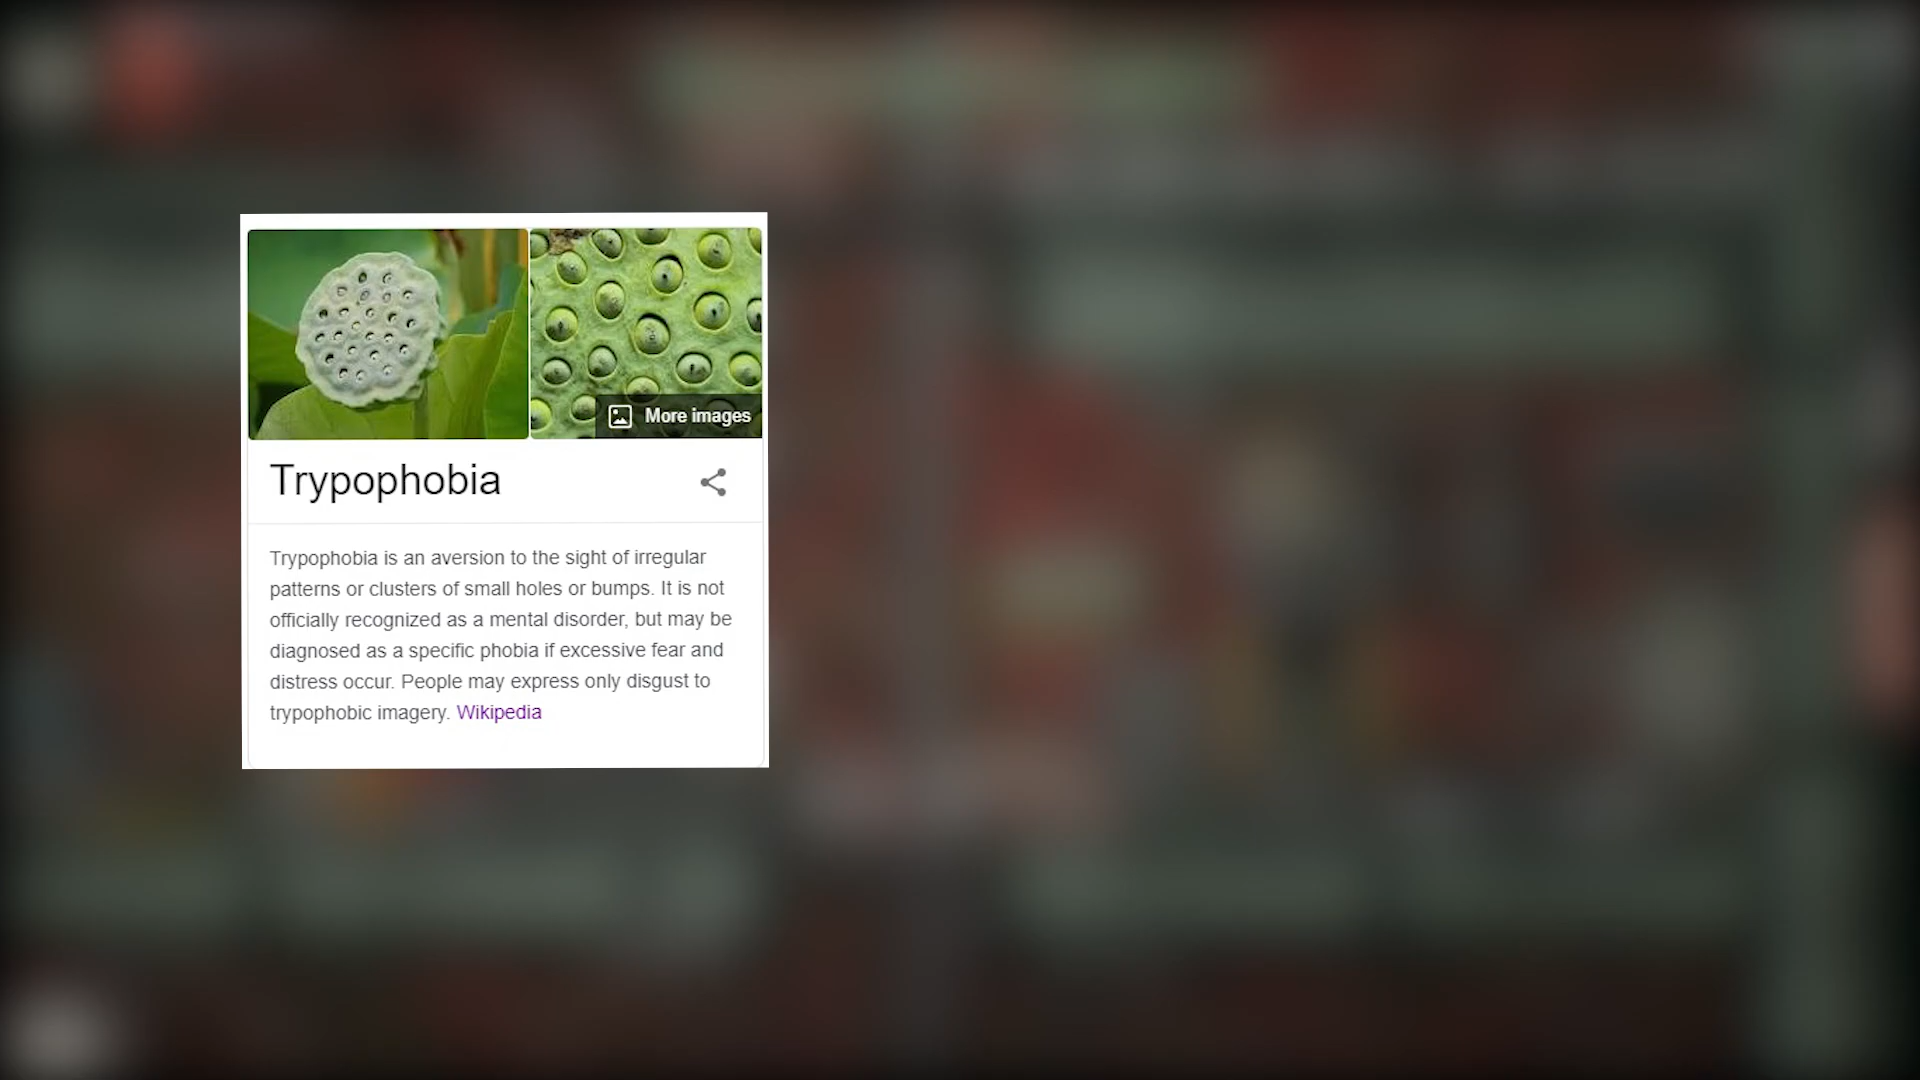 More images
Trypophobia
Trypophobia is an aversion to the sight of irregular
patterns or clusters of small holes or bumps. It is not
officially recognized as a mental disorder, but may be
diagnosed as a specific phobia if excessive fear and
distress occur. People may express only disgust to
trypophobic imagery. Wikipedia